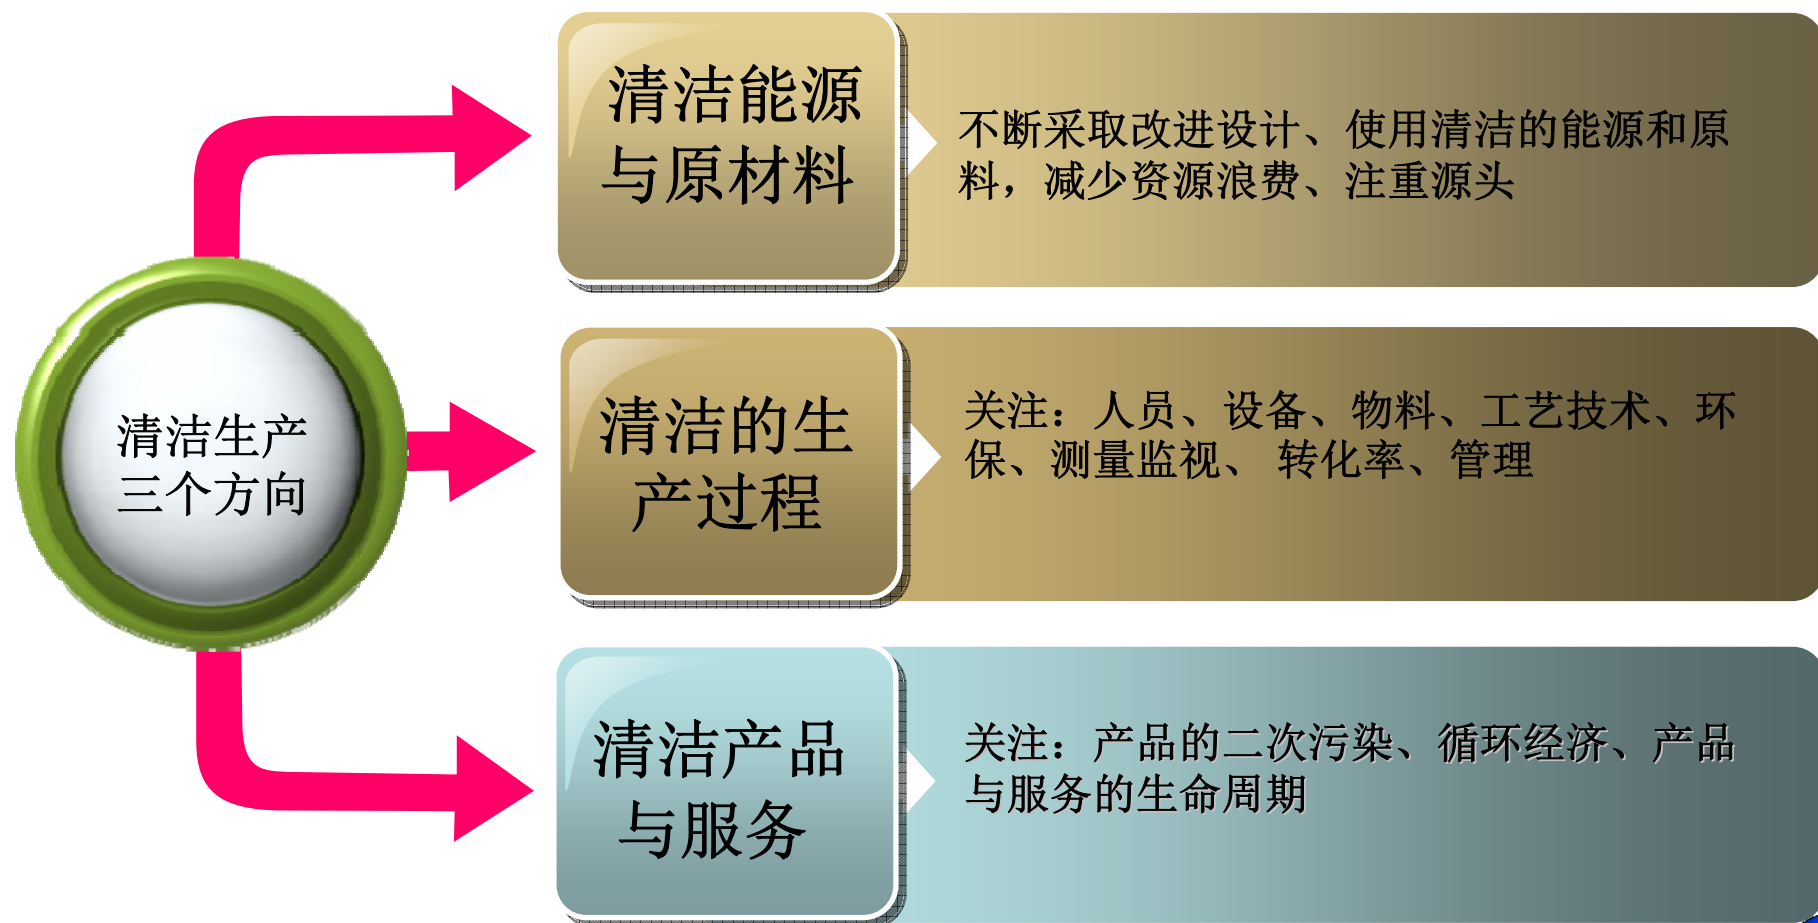 清洁生产
三个方向
清洁能源
与原材料
不断采取改进设计、使用清洁的能源和原
料，减少资源浪费、注重源头
清洁的生
产过程
关注：人员、设备、物料、工艺技术、环
保、测量监视、 转化率、管理
清洁产品
与服务
关注：产品的二次污染、循环经济、产品
与服务的生命周期